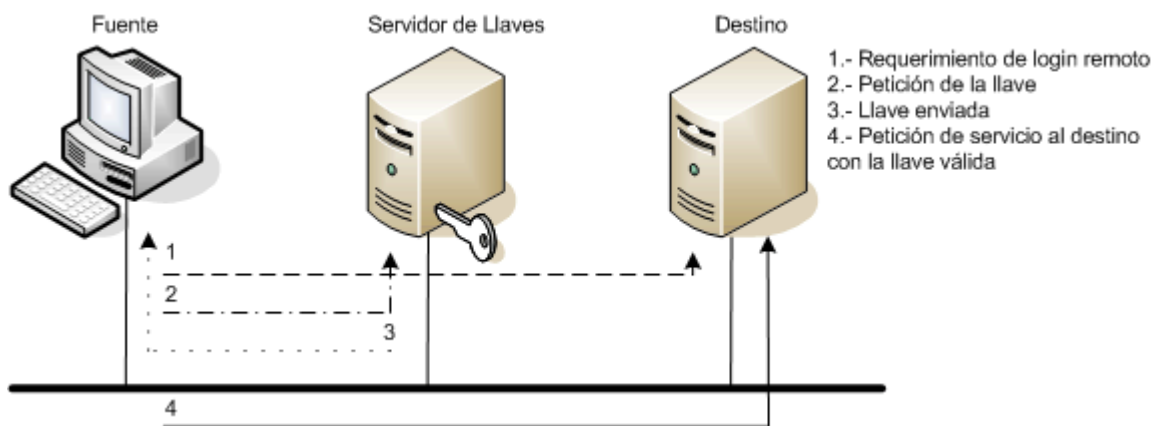 Fuente
Servidor de Llaves
Destino
1.- Requerimiento de login remoto
2.- Petición de la llave
3.- Llave enviada
4.- Petición de servicio al destino
con la llave válida
1
2
3
4